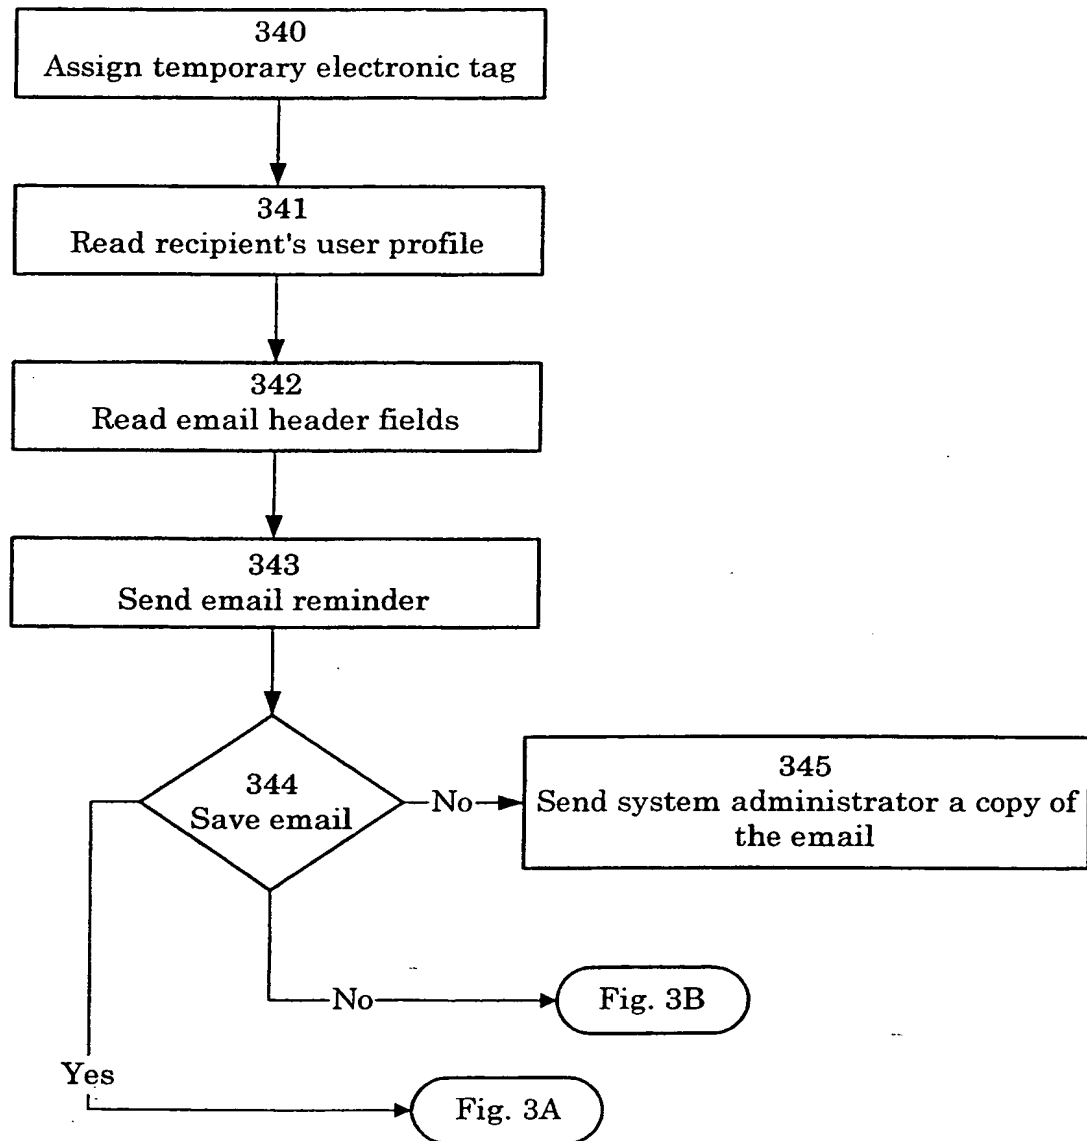 340
Assign temporary electronic tag
341
Read recipient's user profile
342
Read email header fields
343
Send email reminder
344
Save email
No
345
Send system administrator a copy of
the email
No
Fig. 3B
Yes
Fig. 3A